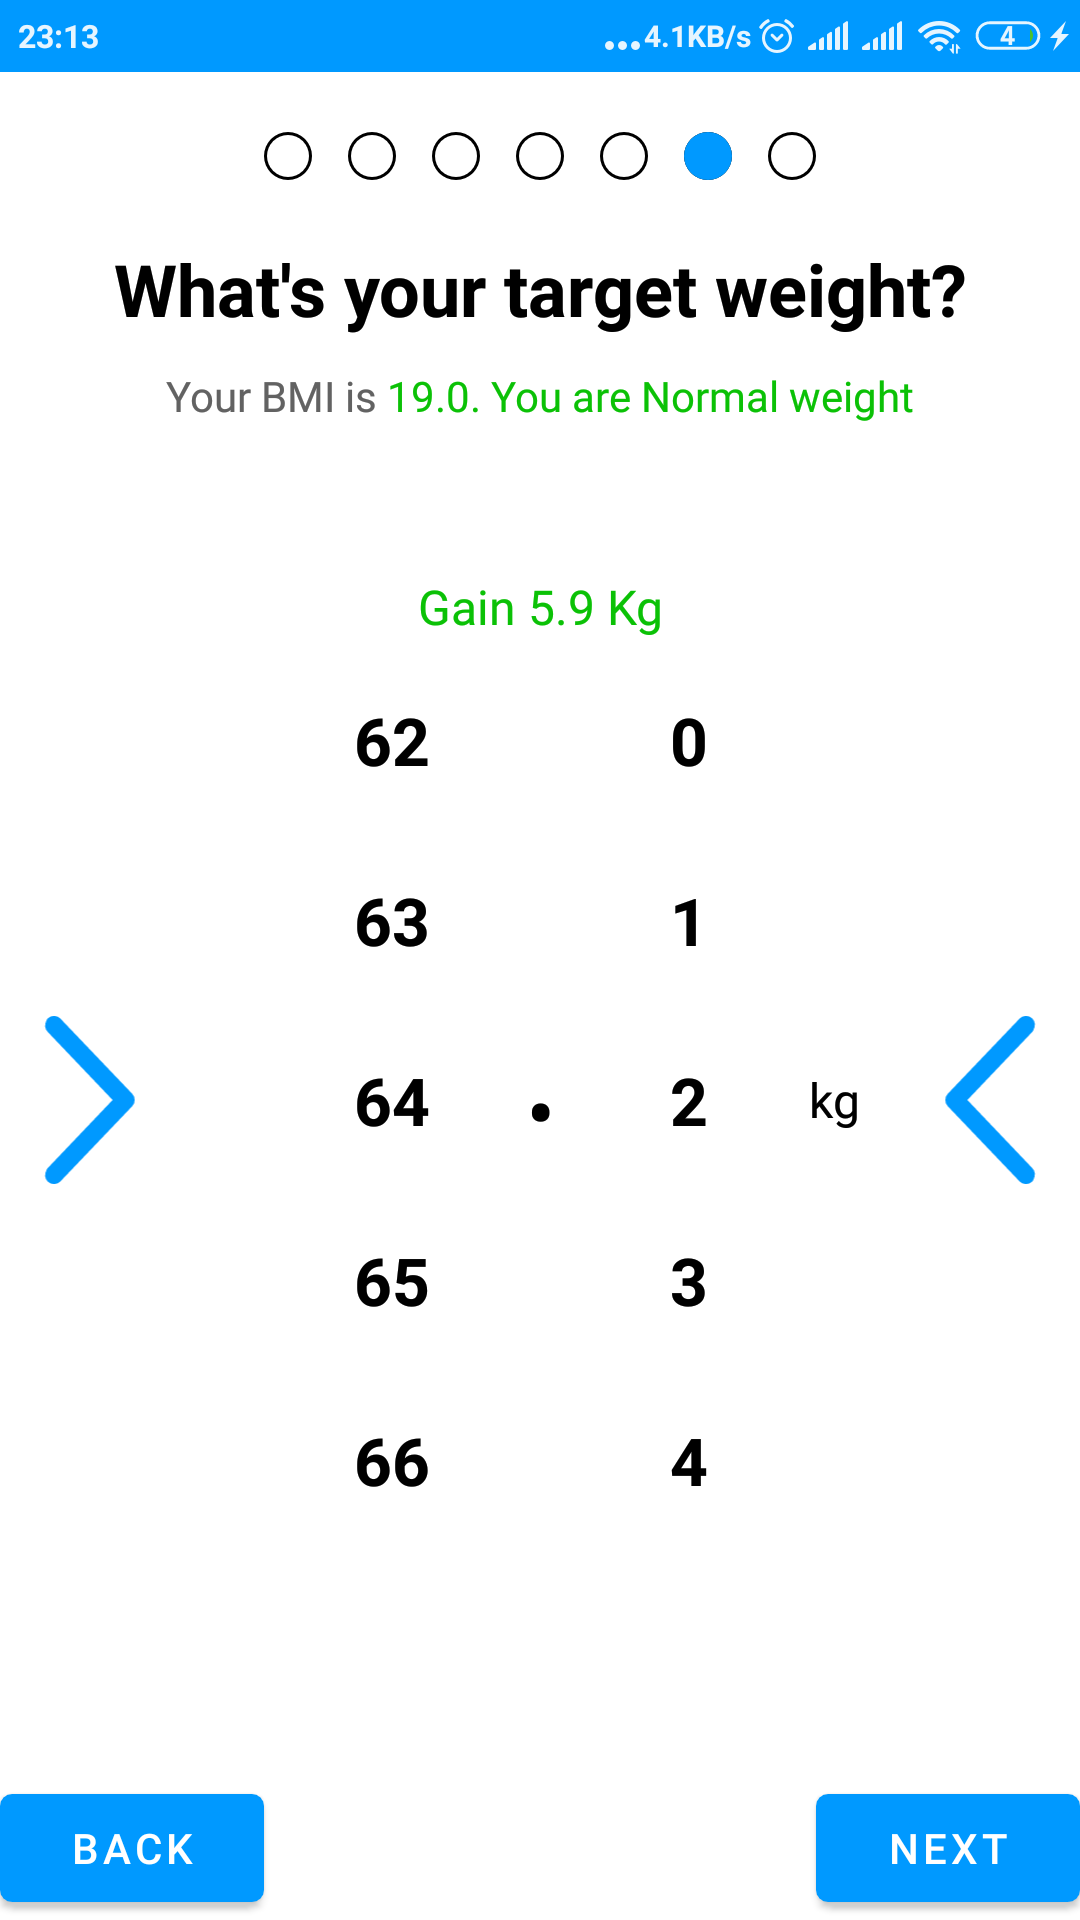 23:13 ...4.1KB/s 4
What's your target weight?
Your BMI is 19.0. You are Normal weight
Gain 5.9 Kg
62 0
63 1
64 . 2 kg
65 3
66 4
BACK NEXT